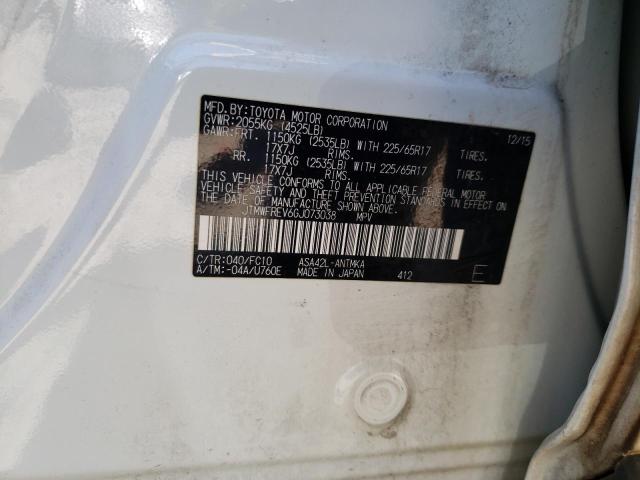 MFD.BY:TOYOTA MOTOR CORPORATION 12/15
GVWR:2055KG (4525LB)
GAWR:FRT. 1150KG (2535LB) WITH 225/65R17 TIRES.
17X7J RIMS.
RR. 1150KG (2535LB) WITH 225/65R17 TIRES.
17X7J RIMS.
THIS VEHICLE CONFORMS TO ALL APPLICABLE FEDERAL MOTOR
VEHICLE SAFETY AND THEFT PREVENTION STANDARDS IN EFFECT ON
THE DATE OF MANUFACTURE SHOWN ABOVE.
JTMWFREV6GJ073038 MPV
C/TR:040/FC10 ASA42L-ANTMKA
A/TM:-04A/U760E MADE IN JAPAN 412 E